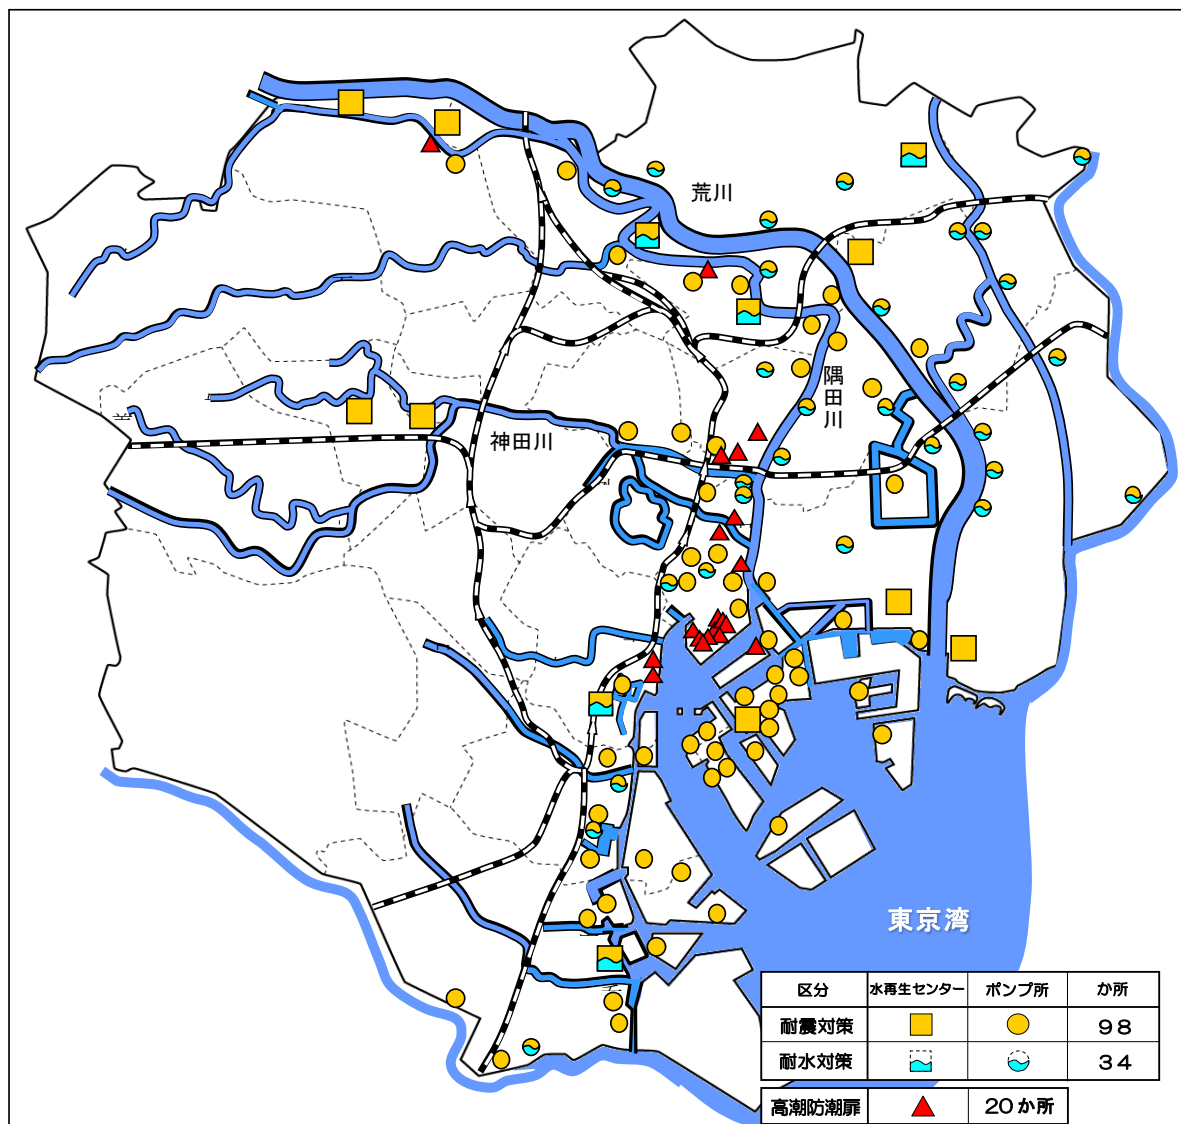 荒川
隅田川
神田川
東京湾
区分 水再生センター ポンプ所 か所
耐震対策 98
耐水対策 34
高潮防潮扉 20か所